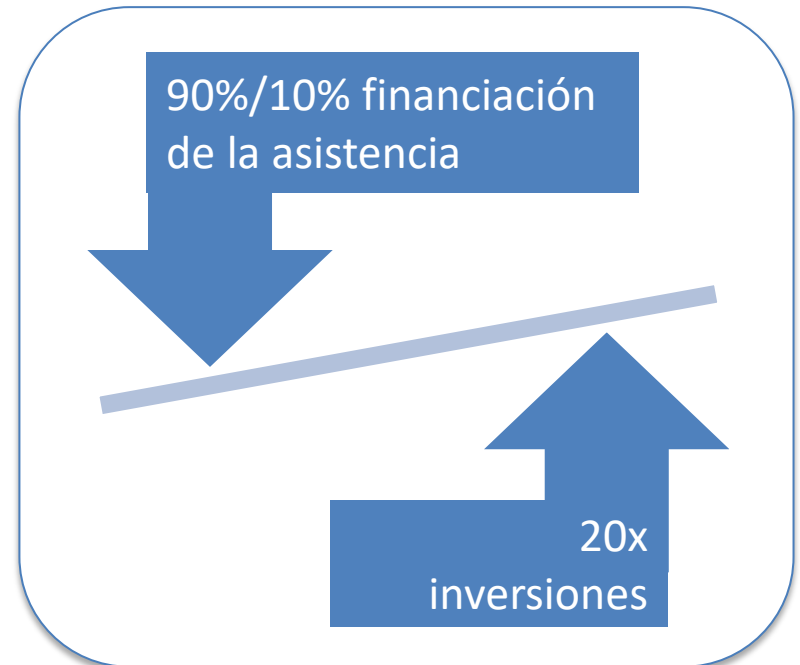 90%/10% financiación
de la asistencia
20x
inversiones